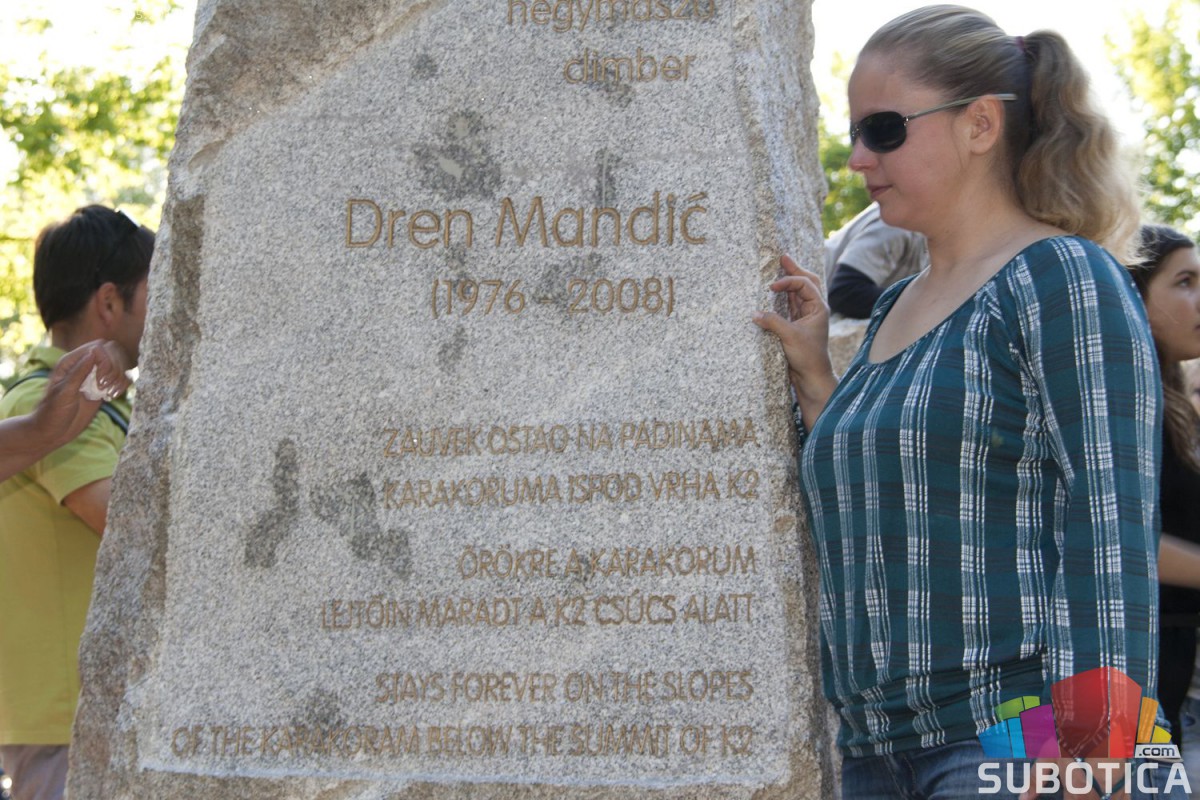 hegymászó
climber
Dren Mandić
(1976 - 2008)
ZAUVEK OSTAO NA PADINAMA
KARAKORUMA ISPOD VRHA K2
ÖRÖKRE A KARAKORUM
LEJTŐIN MARADT A K2 CSÚCS ALATT
STAYS FOREVER ON THE SLOPES
OF THE KARAKORAM BELOW THE SUMMIT OF K2
.com
SUBOTICA